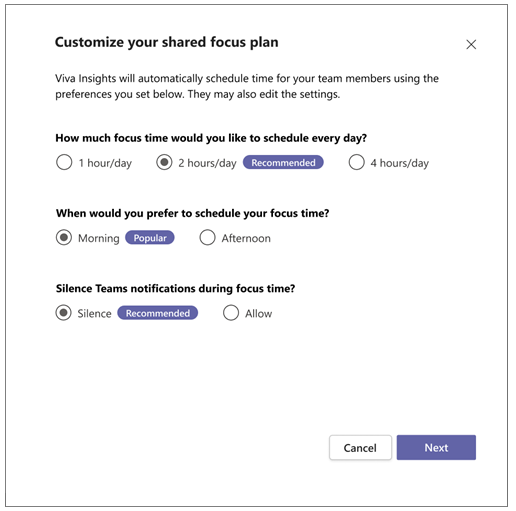 Customize your shared focus plan
Viva Insights will automatically schedule time for your team members using the
preferences you set below. They may also edit the settings.
How much focus time would you like to schedule every day?
1 hour/day 2 hours/day Recommended 4 hours/day
When would you prefer to schedule your focus time?
Morning Popular Afternoon
Silence Teams notifications during focus time?
Silence Recommended Allow
Cancel Next